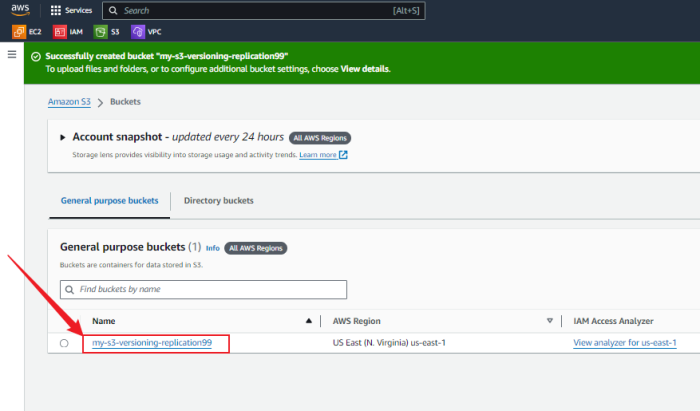 aws
Services
Search
[Alt+S]
EC2
IAM
S3
VPC
Successfully created bucket "my-s3-versioning-replication99"
To upload files and folders, or to configure additional bucket settings, choose View details.
Amazon S3 > Buckets
Account snapshot - updated every 24 hours All AWS Regions
Storage lens provides visibility into storage usage and activity trends. Learn more
General purpose buckets
Directory buckets
General purpose buckets (1) Info All AWS Regions
Buckets are containers for data stored in S3.
Find buckets by name
Name
AWS Region
IAM Access Analyzer
my-s3-versioning-replication99
US East (N. Virginia) us-east-1
View analyzer for us-east-1